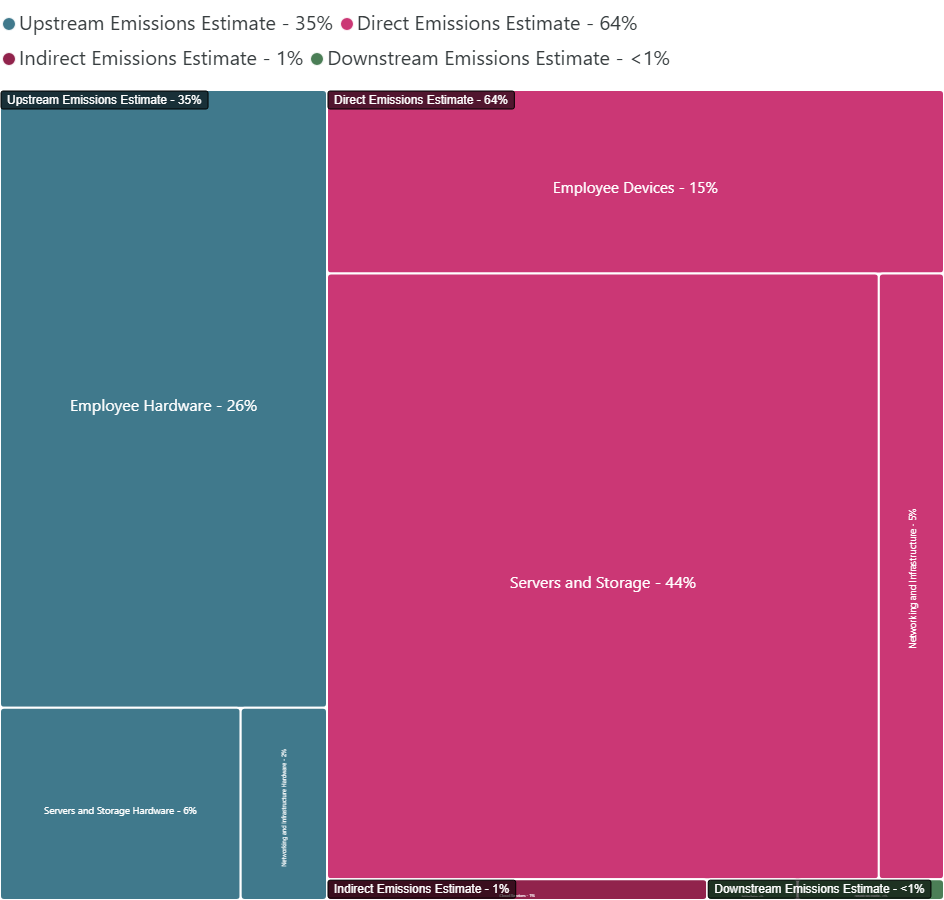 Upstream Emissions Estimate - 35% Direct Emissions Estimate - 64%
Indirect Emissions Estimate - 1% Downstream Emissions Estimate - <1%
Upstream Emissions Estimate - 35%
Direct Emissions Estimate - 64%
Employee Devices - 15%
Employee Hardware - 26%
Servers and Storage - 44%
Networking and Infrastructure - 5%
Servers and Storage Hardware - 6%
Networking and Infrastructure Hardware - 2%
Indirect Emissions Estimate - 1%
Downstream Emissions Estimate - <1%